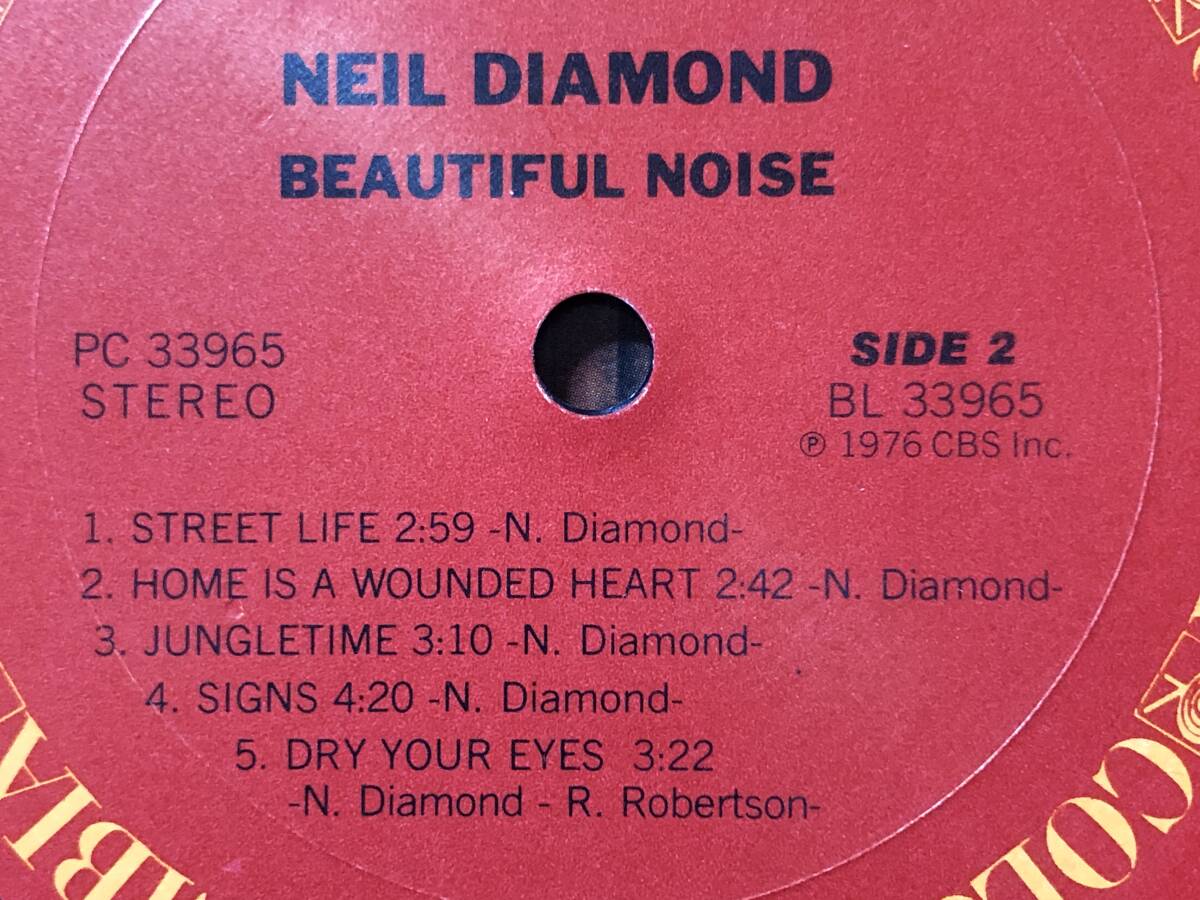 NEIL DIAMOND
BEAUTIFUL NOISE
PC 33965
STEREO
SIDE 2
BL 33965
℗ 1976 CBS Inc.
1. STREET LIFE 2:59 -N. Diamond-
2. HOME IS A WOUNDED HEART 2:42 -N. Diamond-
3. JUNGLETIME 3:10 -N. Diamond-
4. SIGNS 4:20 -N. Diamond-
5. DRY YOUR EYES 3:22
-N. Diamond - R. Robertson-